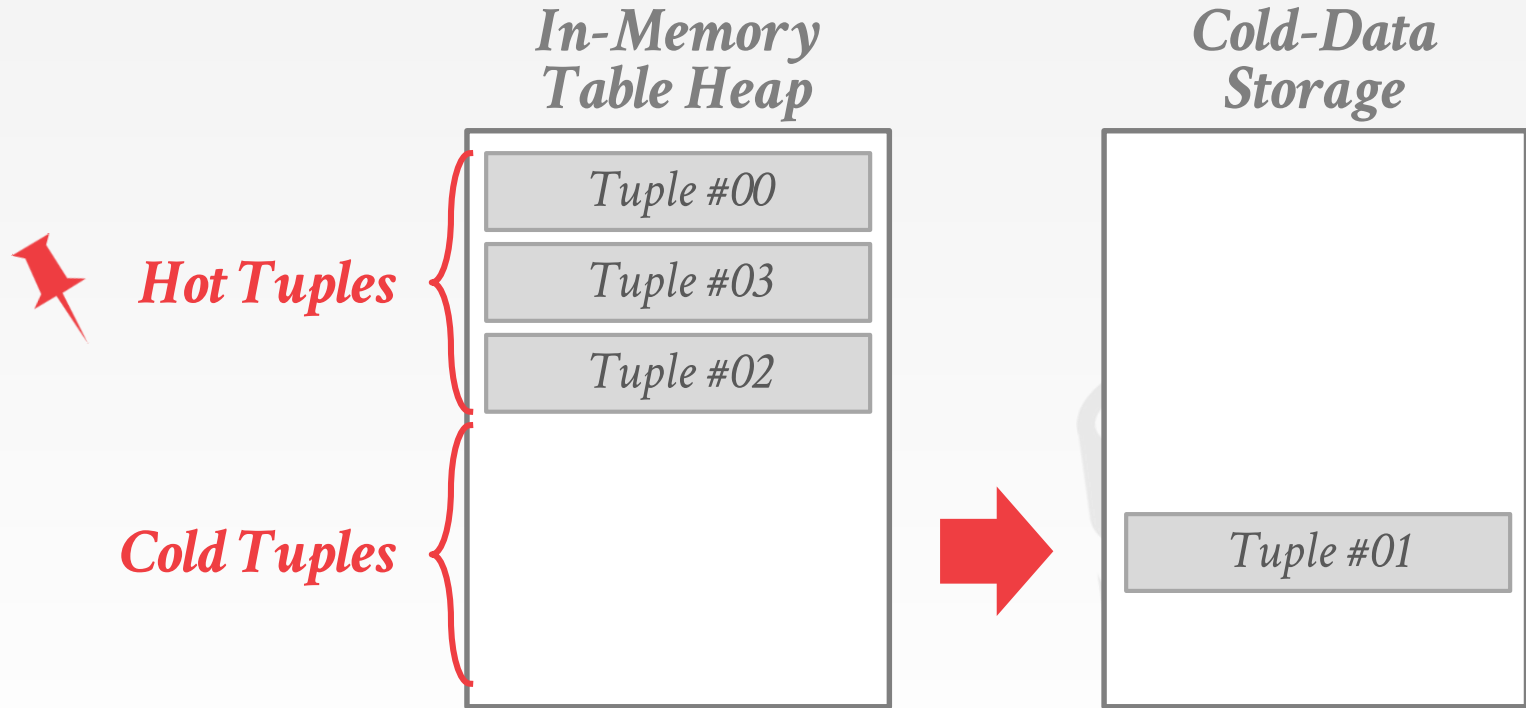 In-Memory
Table Heap
Cold-Data
Storage
Tuple #00
Hot Tuples
Tuple #03
Tuple #02
Cold Tuples
Tuple #01